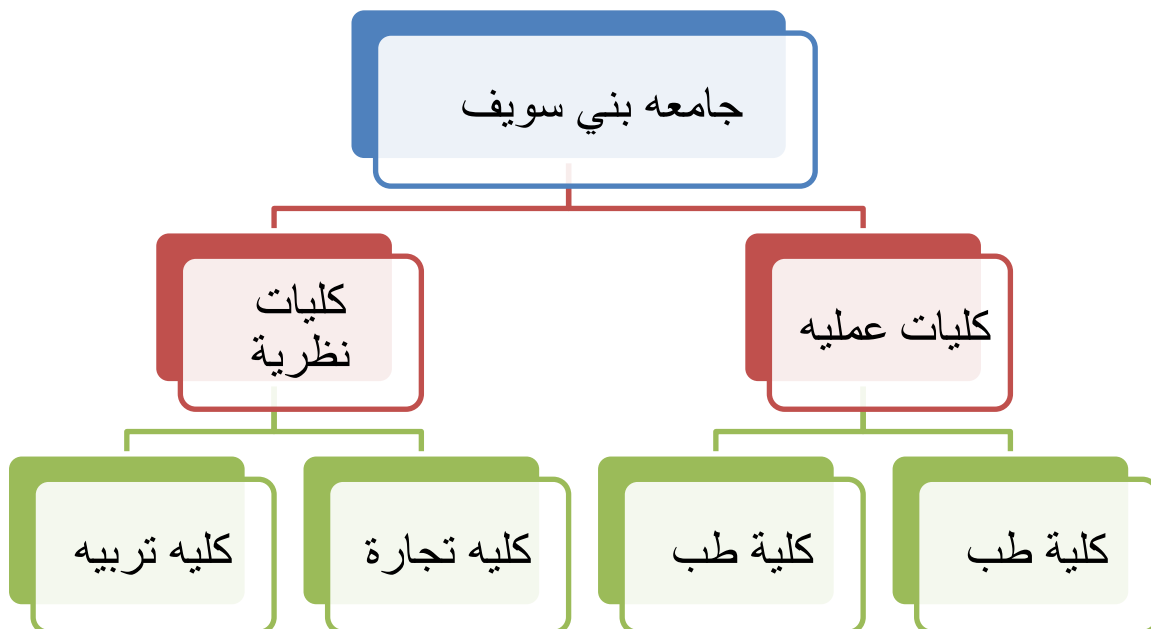 جامعه بني سويف
كليات عمليه
كليات
نظرية
كلية طب
كلية طب
كليه تجارة
كليه تربيه